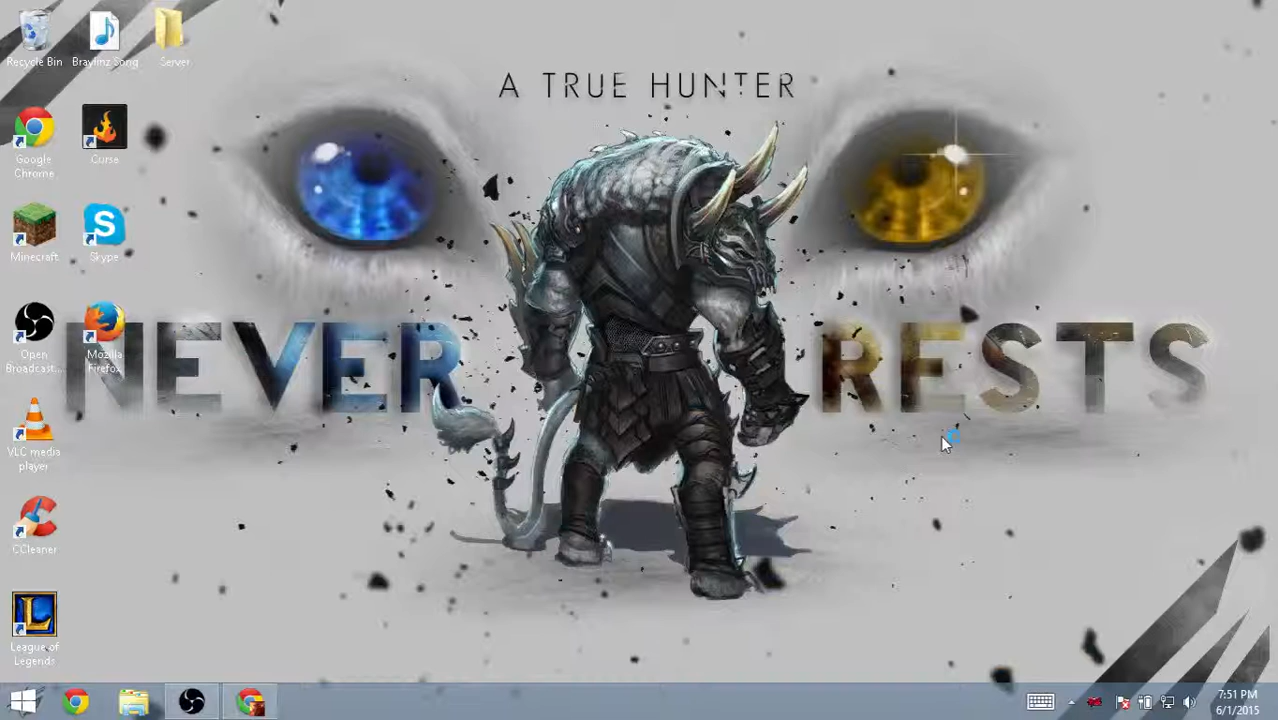 Recycle Bin
Braylinz Song
Server
A TRUE HUNTER
Google
Chrome
Curse
Minecraft
Skype
Open
Broadcast...
Mozilla
Firefox
NEVER
RESTS
VLC media
player
CCleaner
League of
Legends
7:51 PM
6/1/2015